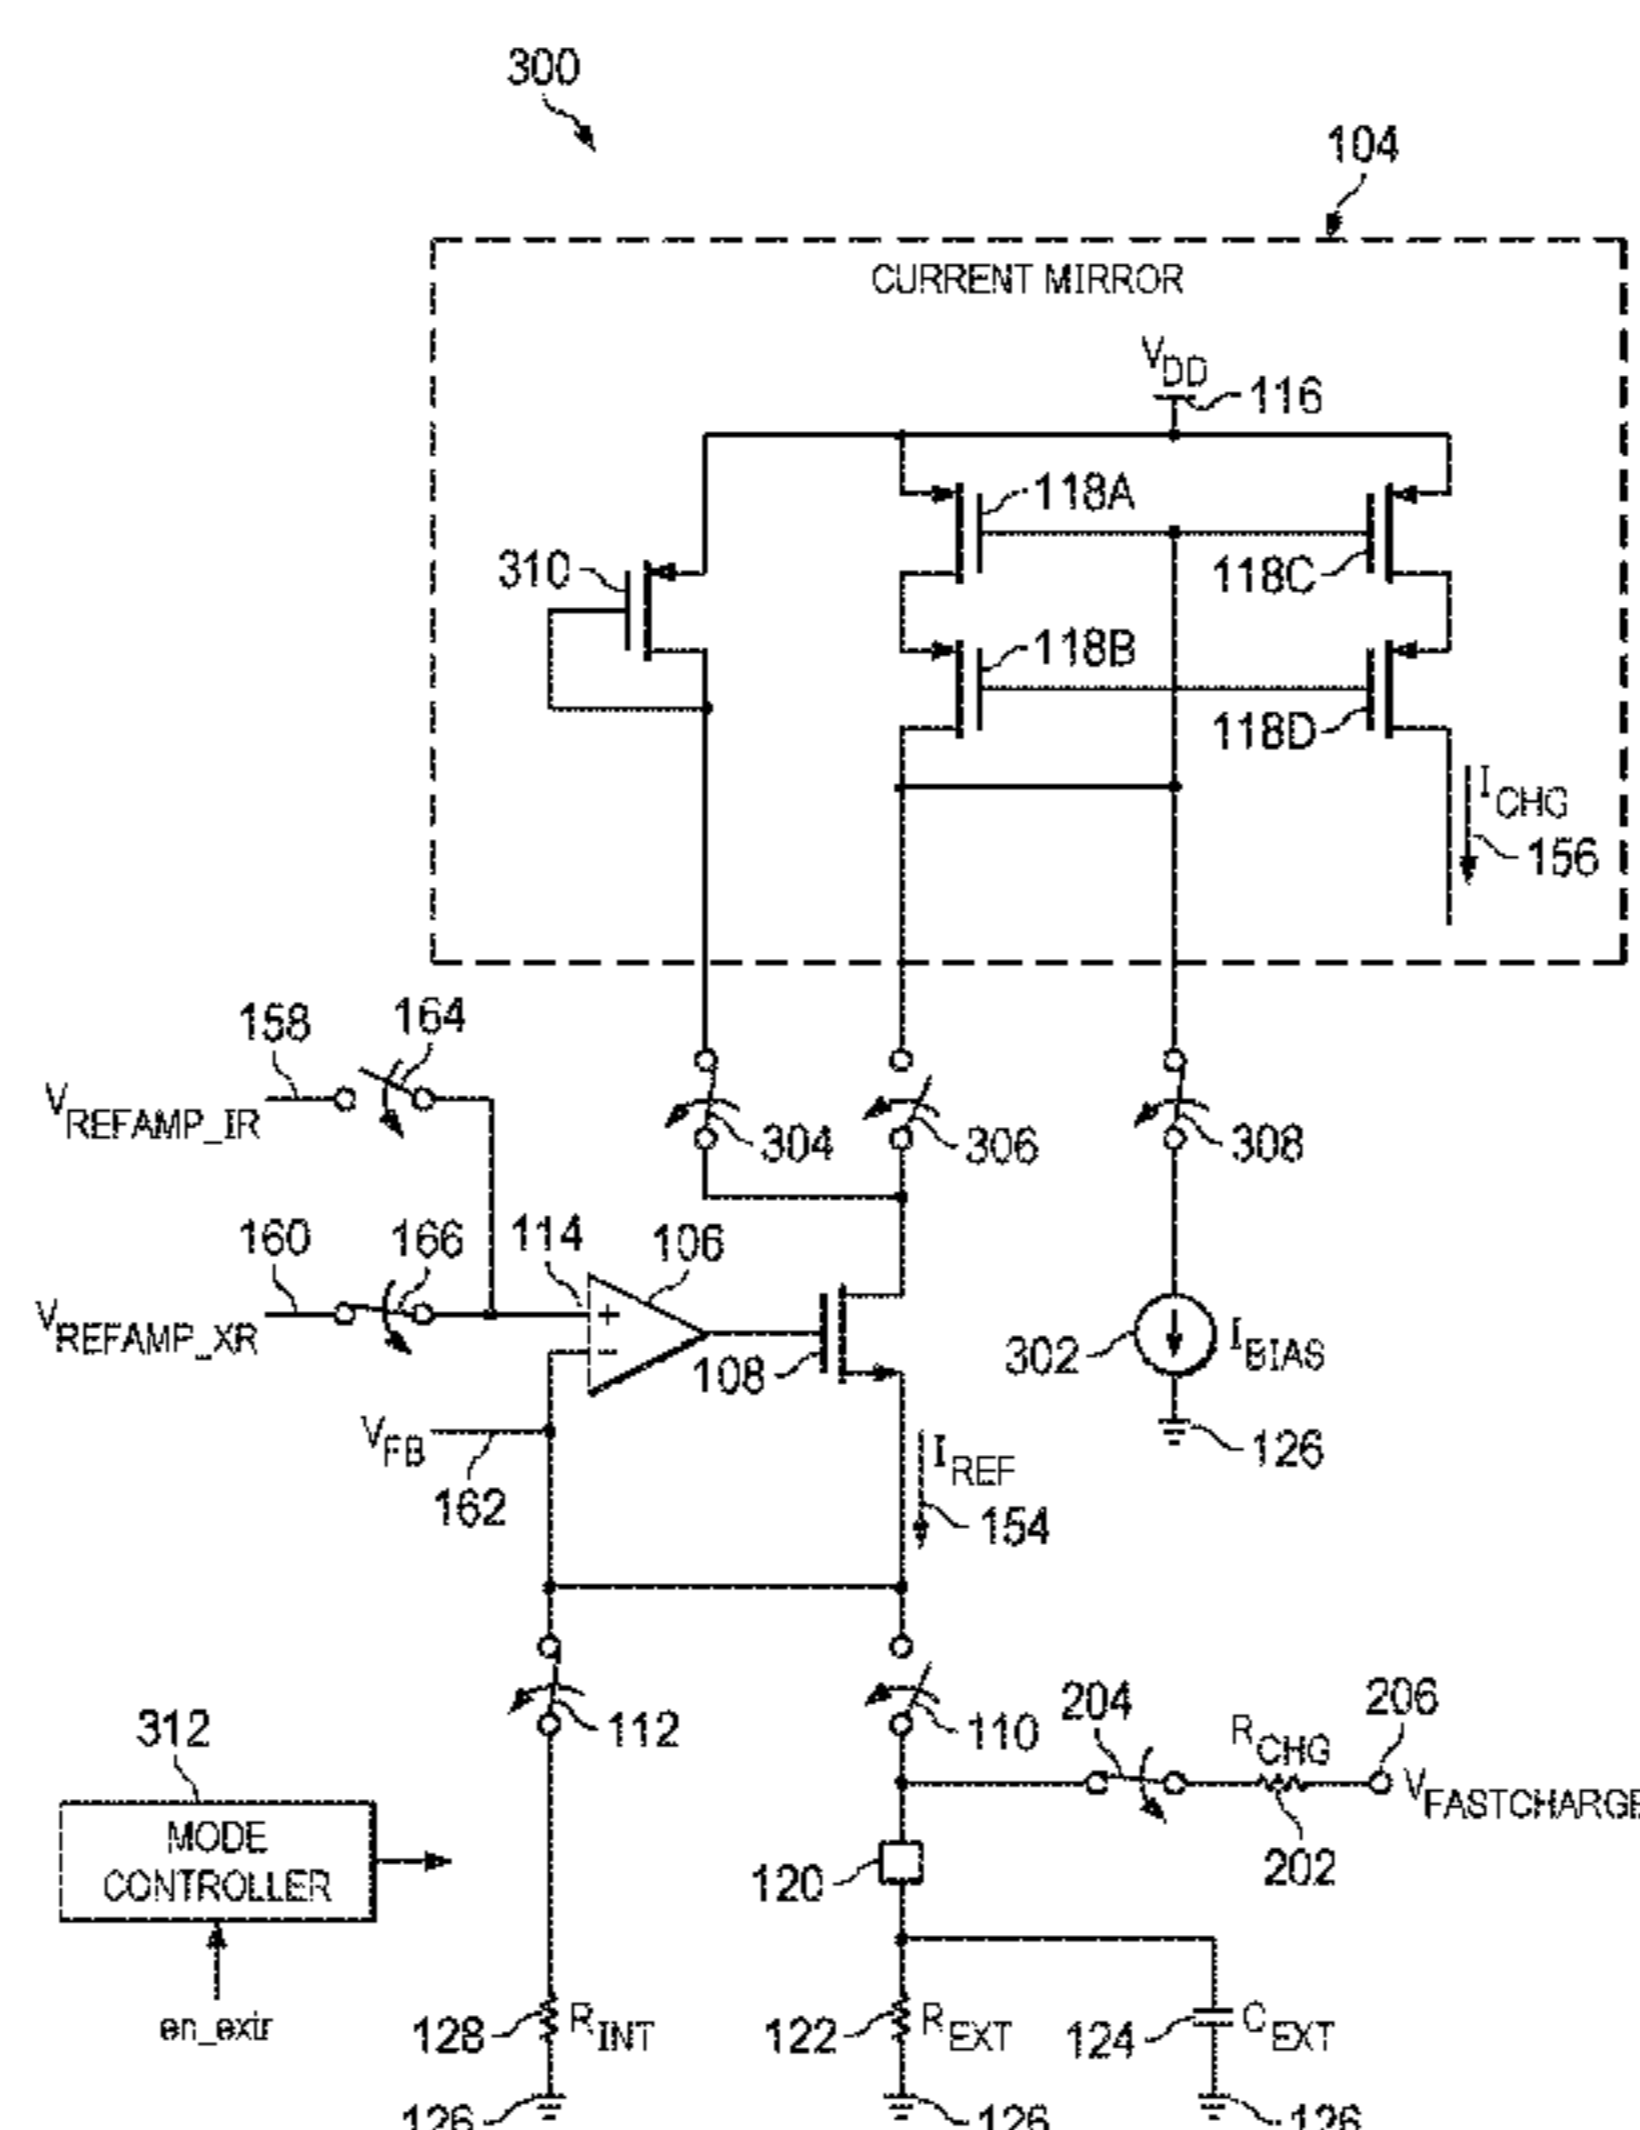 300
104
CURRENT MIRROR
VDD
116
118A
310
118C
118B
118D
ICHG
156
158
164
VREFAMP_IR
304
306
308
160
166
114
106
VREFAMP_XR
+
−
108
302
IBIAS
VFB
162
IREF
154
126
112
110
204
RCHG
206
VFASTCHARGE
202
312
MODE
CONTROLLER
120
en_extr
128
RINT
122
REXT
124
CEXT
126
126
126